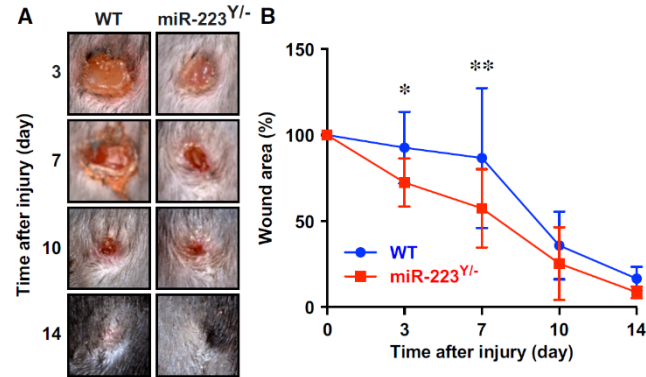 A
WT miR-223Y/-
Time after injury (day)
3
7
10
14
B
Wound area (%)
150
100
50
0
* **
WT
miR-223Y/-
0 3 7 10 14
Time after injury (day)